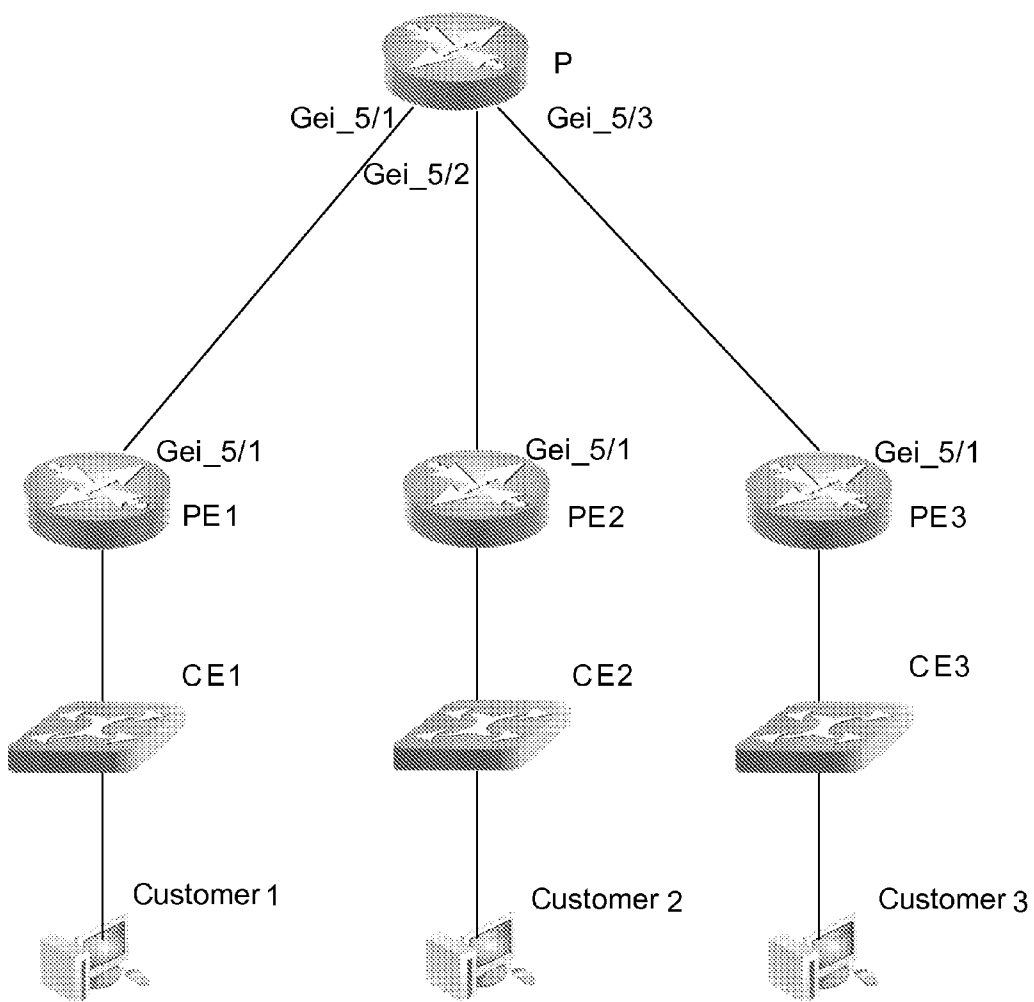 P
Gei_5/1
Gei_5/3
Gei_5/2
Gei_5/1
Gei_5/1
Gei_5/1
PE1
PE2
PE3
CE1
CE2
CE3
Customer 1
Customer 2
Customer 3